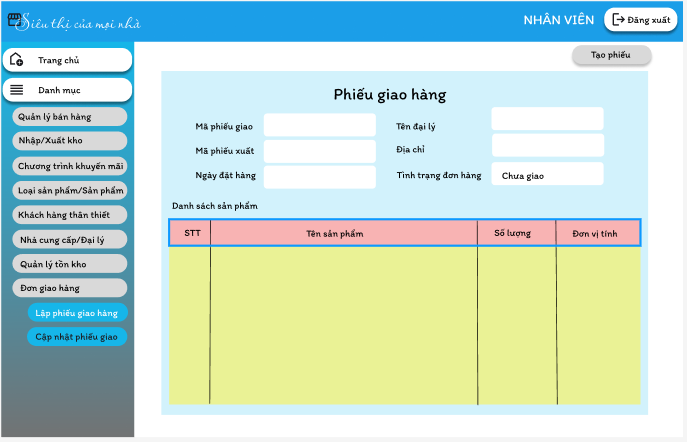 Siêu thị của mọi nhà
NHÂN VIÊN
Đăng xuất
Trang chủ
Danh mục
Quản lý bán hàng
Nhập/Xuất kho
Chương trình khuyến mãi
Loại sản phẩm/Sản phẩm
Khách hàng thân thiết
Nhà cung cấp/Đại lý
Quản lý tồn kho
Đơn giao hàng
Lập phiếu giao hàng
Cập nhật phiếu giao
Tạo phiếu
Phiếu giao hàng
Mã phiếu giao
Tên đại lý
Mã phiếu xuất
Địa chỉ
Ngày đặt hàng
Tình trạng đơn hàng
Chưa giao
Danh sách sản phẩm
STT
Tên sản phẩm
Số lượng
Đơn vị tính